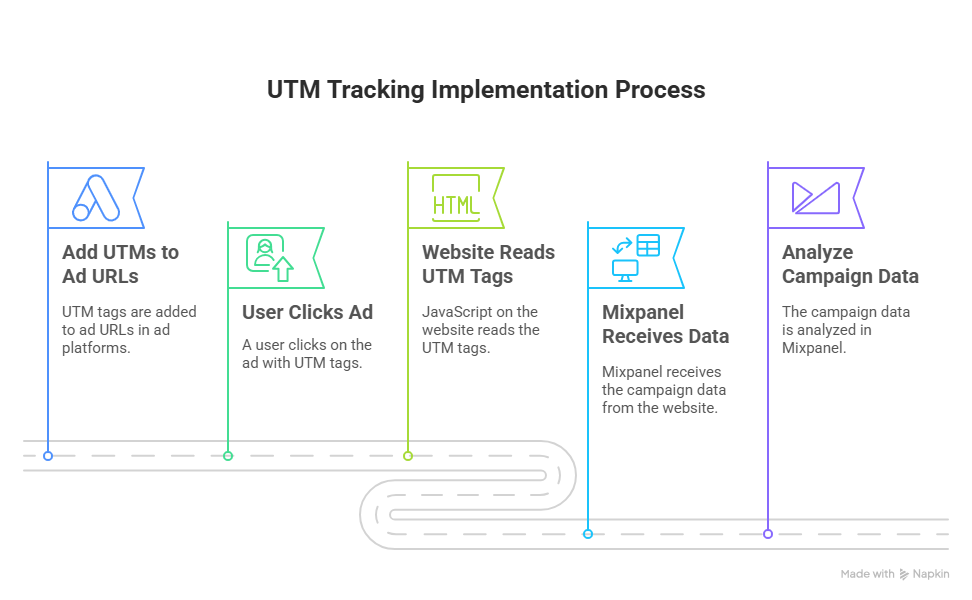 UTM Tracking Implementation Process
Add UTMs to
Ad URLs
UTM tags are added
to ad URLs in ad
platforms.
User Clicks Ad
A user clicks on the
ad with UTM tags.
HTML
Website Reads
UTM Tags
JavaScript on the
website reads the
UTM tags.
Mixpanel
Receives Data
Mixpanel receives
the campaign data
from the website.
Analyze
Campaign Data
The campaign data
is analyzed in
Mixpanel.
Made with Napkin